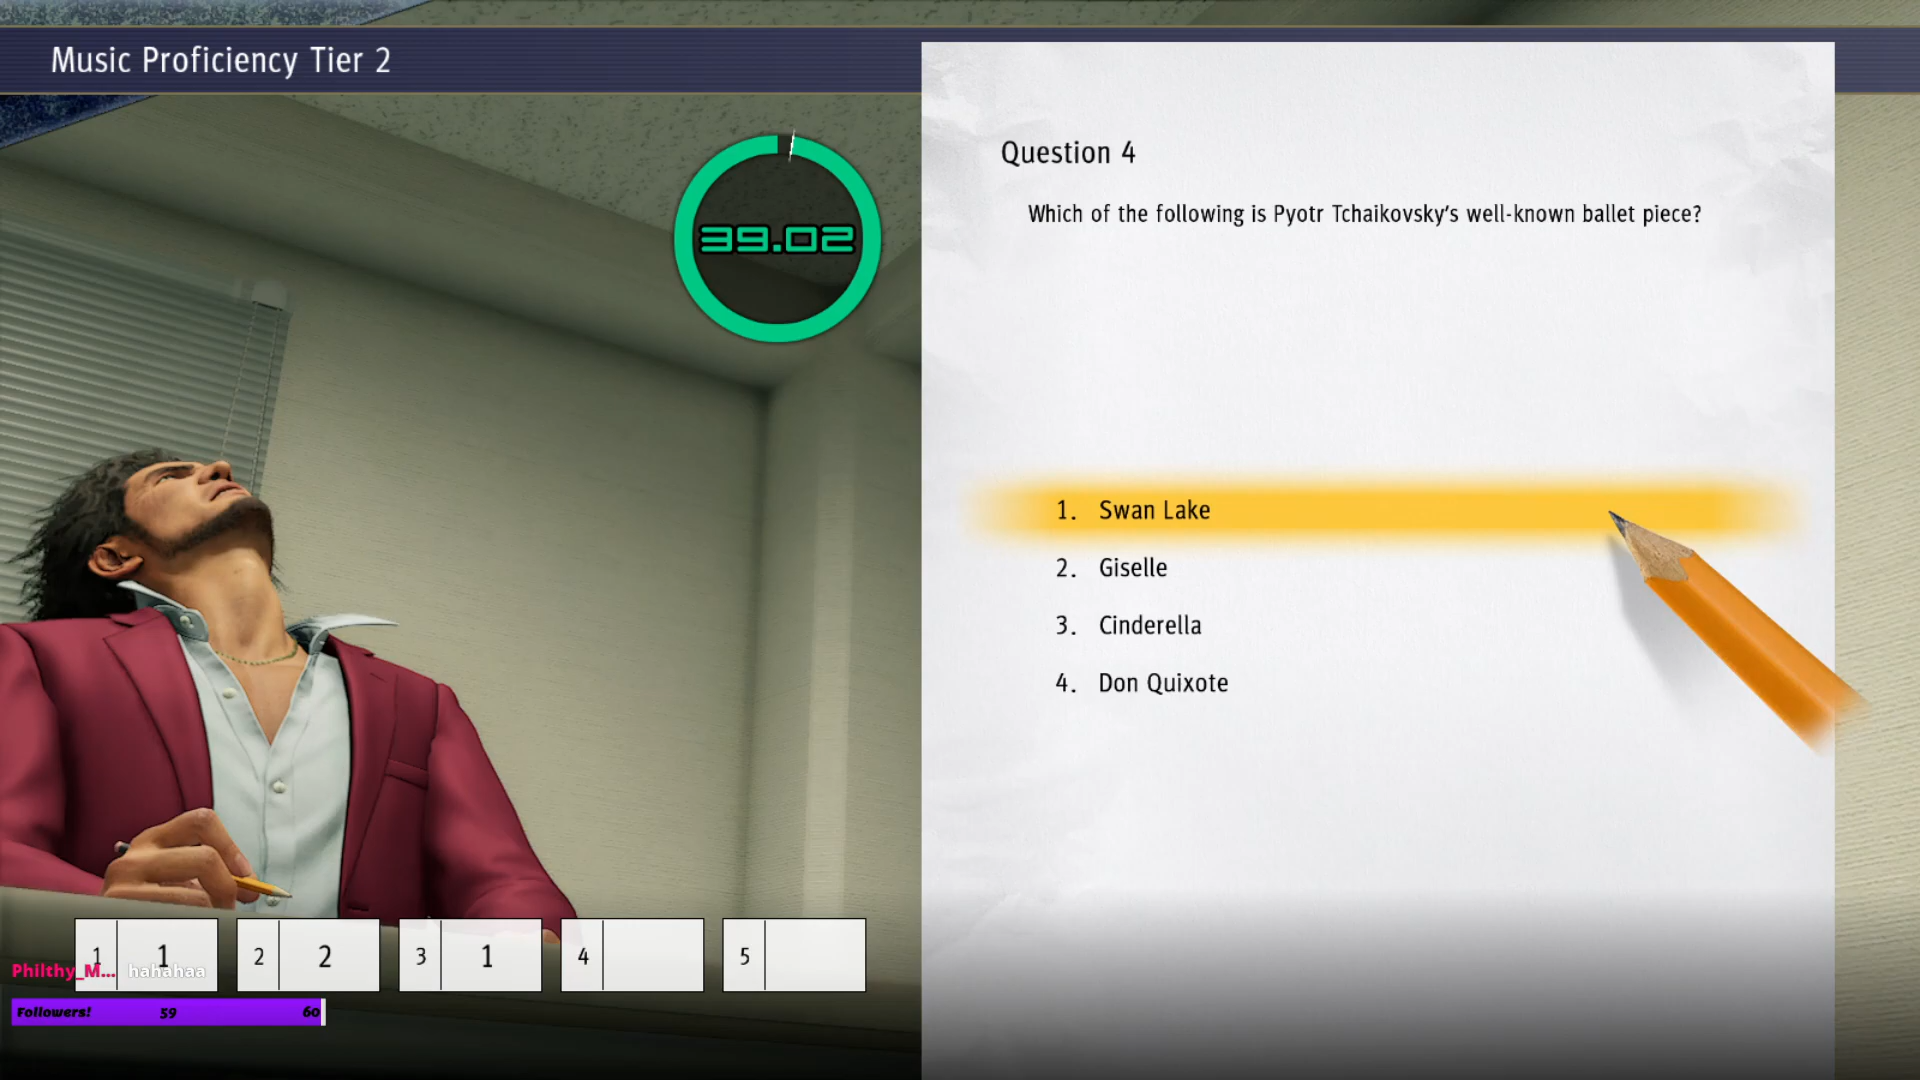 Music Proficiency Tier 2
39.02
Question 4
Which of the following is Pyotr Tchaikovsky's well-known ballet piece?
1. Swan Lake
2. Giselle
3. Cinderella
4. Don Quixote
1 1 2 2 3 1 4 5
Philthy_M... hahahaa
Followers! 59 60